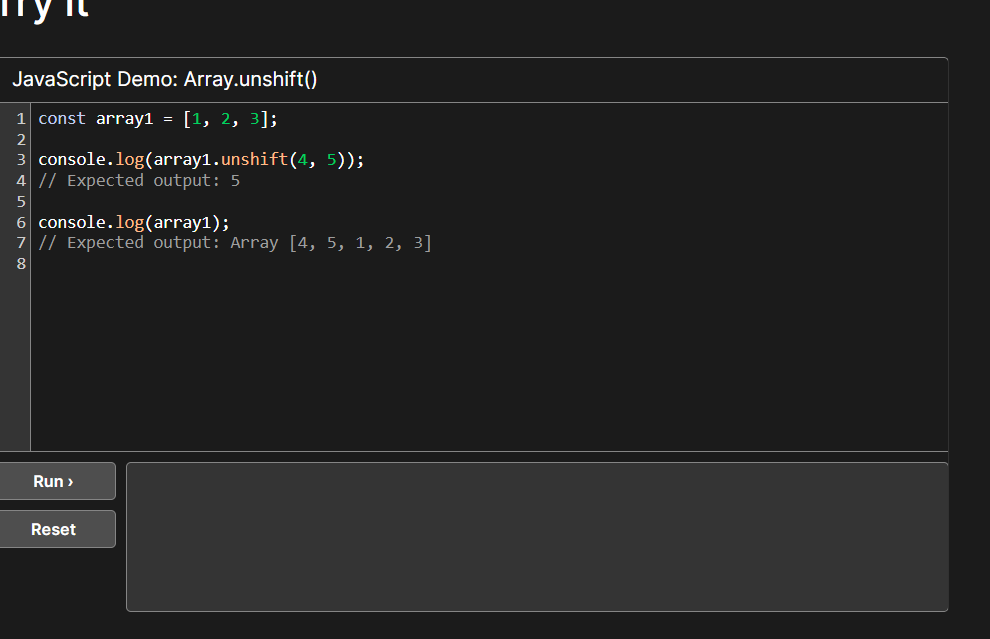 Try it
JavaScript Demo: Array.unshift()
1 const array1 = [1, 2, 3];
2
3 console.log(array1.unshift(4, 5));
4 // Expected output: 5
5
6 console.log(array1);
7 // Expected output: Array [4, 5, 1, 2, 3]
8
Run ›
Reset